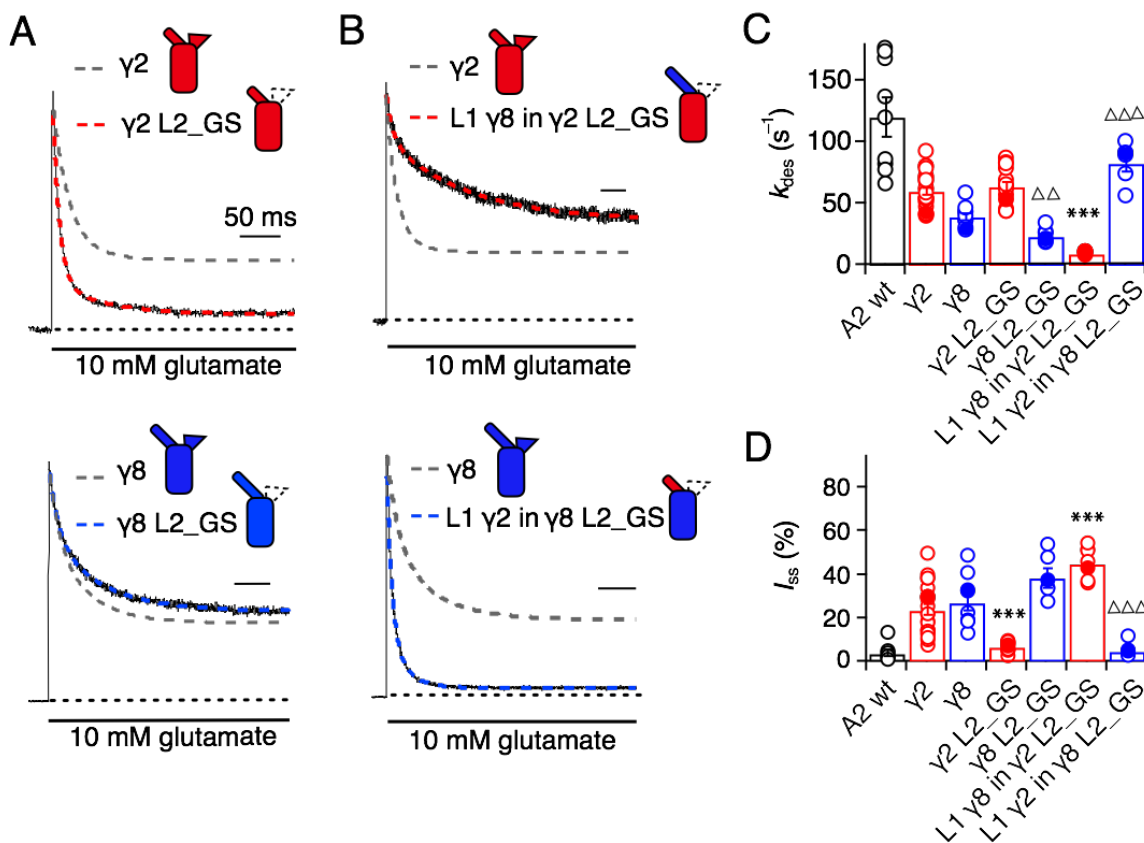 A
γ2
γ2 L2_GS
50 ms
10 mM glutamate
γ8
γ8 L2_GS
10 mM glutamate
B
γ2
L1 γ8 in γ2 L2_GS
10 mM glutamate
γ8
L1 γ2 in γ8 L2_GS
10 mM glutamate
C
kdes (s⁻¹)
150
100
50
0
△△
***
△△△
A2 wt
γ2
γ8
γ2 L2_GS
γ8 L2_GS
L1 γ8 in γ2 L2_GS
L1 γ2 in γ8 L2_GS
D
Iss (%)
80
60
40
20
0
***
***
△△△
A2 wt
γ2
γ8
γ2 L2_GS
γ8 L2_GS
L1 γ8 in γ2 L2_GS
L1 γ2 in γ8 L2_GS